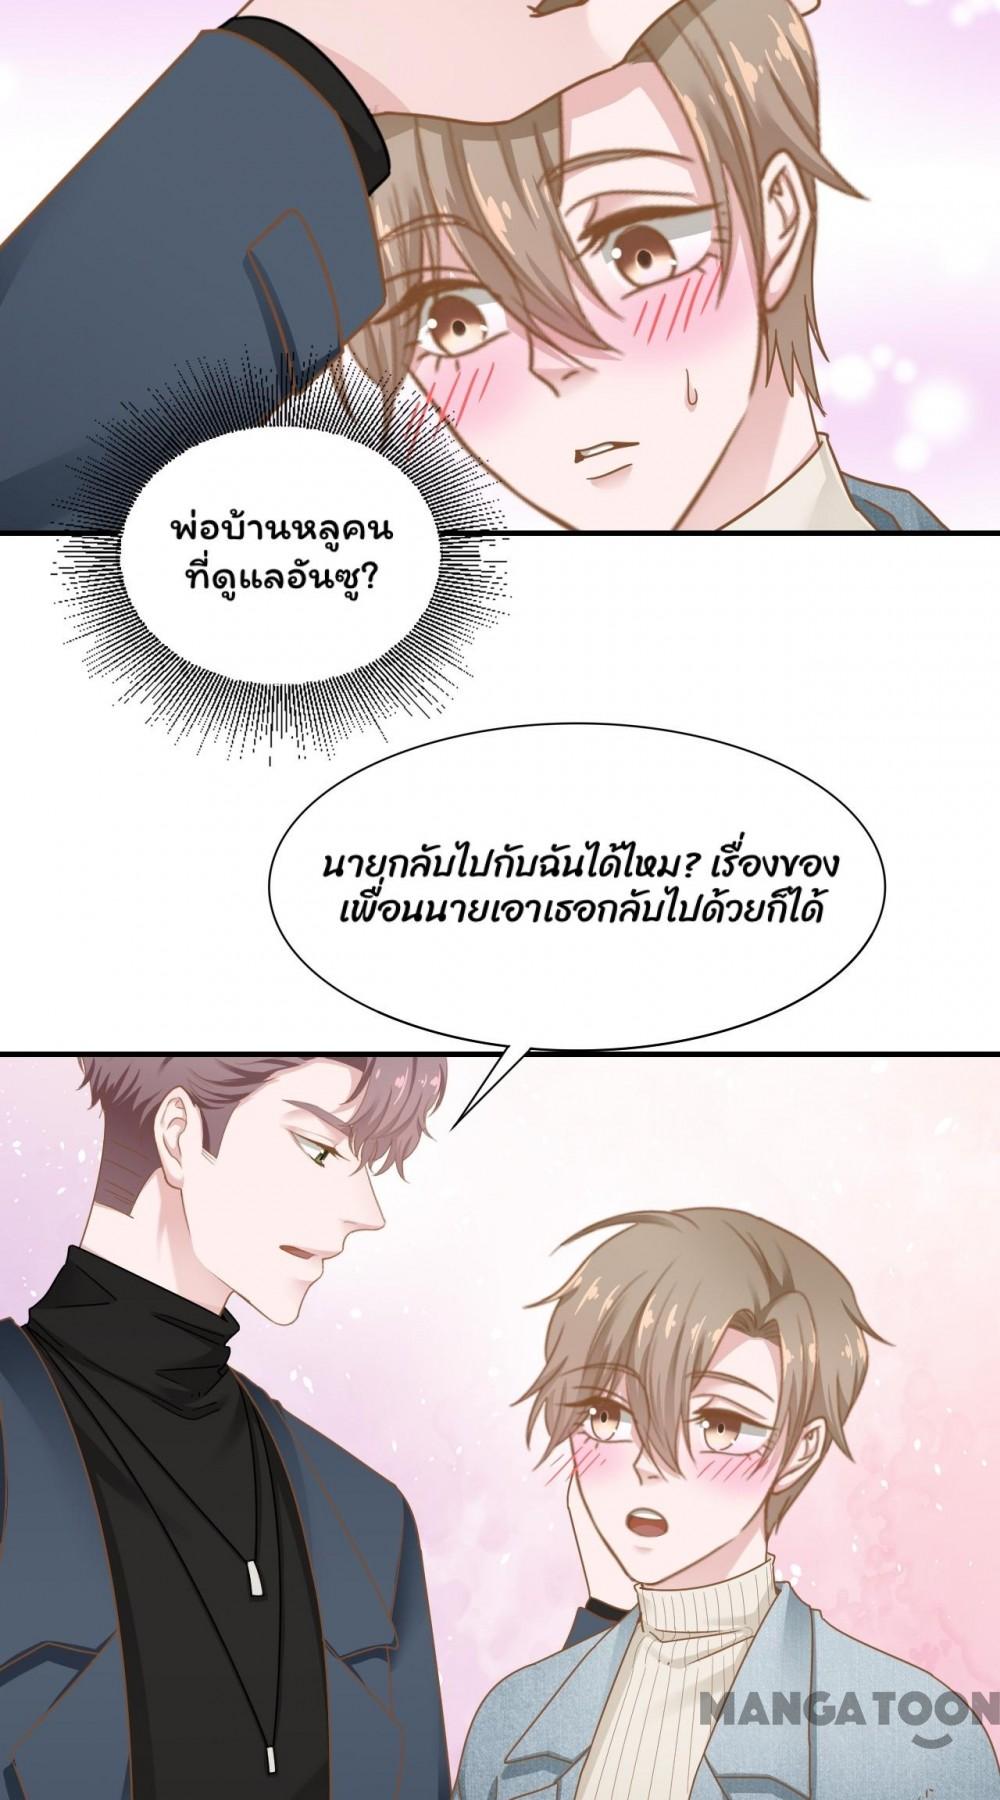 พ่อบ้านหลูคน
ที่ดูแลอันซู?
นายกลับไปกับฉันได้ไหม? เรื่องของ
เพื่อนนายเอาเธอกลับไปด้วยก็ได้
MANGATOON